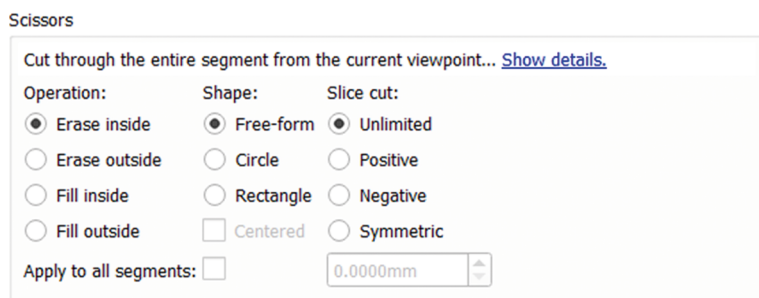 Scissors
Cut through the entire segment from the current viewpoint... Show details.
Operation: Shape: Slice cut:
Erase inside Free-form Unlimited
Erase outside Circle Positive
Fill inside Rectangle Negative
Fill outside Centered Symmetric
Apply to all segments: 0.0000mm